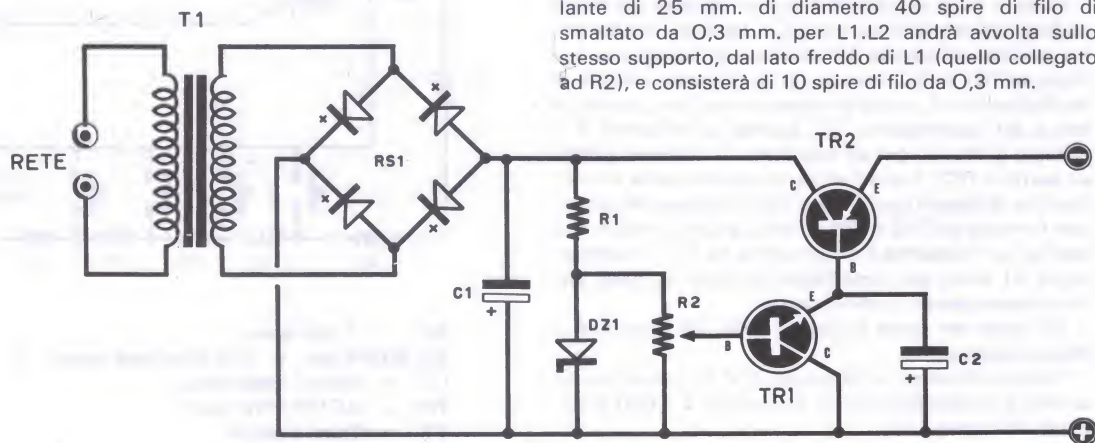 lante di 25 mm. di diametro 40 spire di filo di
smaltato da 0,3 mm. per L1.L2 andrà avvolta sullo
stesso supporto, dal lato freddo di L1 (quello collegato
ad R2), e consisterà di 10 spire di filo da 0,3 mm.
T1
RETE
x
x
RS1
x
x
C1
+
R1
DZ1
R2
B
E
C
TR1
TR2
C
E
B
C2
+
−
+